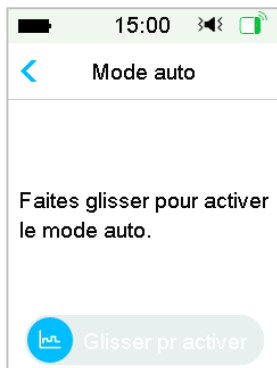 15:00
Mode auto
Faites glisser pour activer
le mode auto.
Glisser pr activer